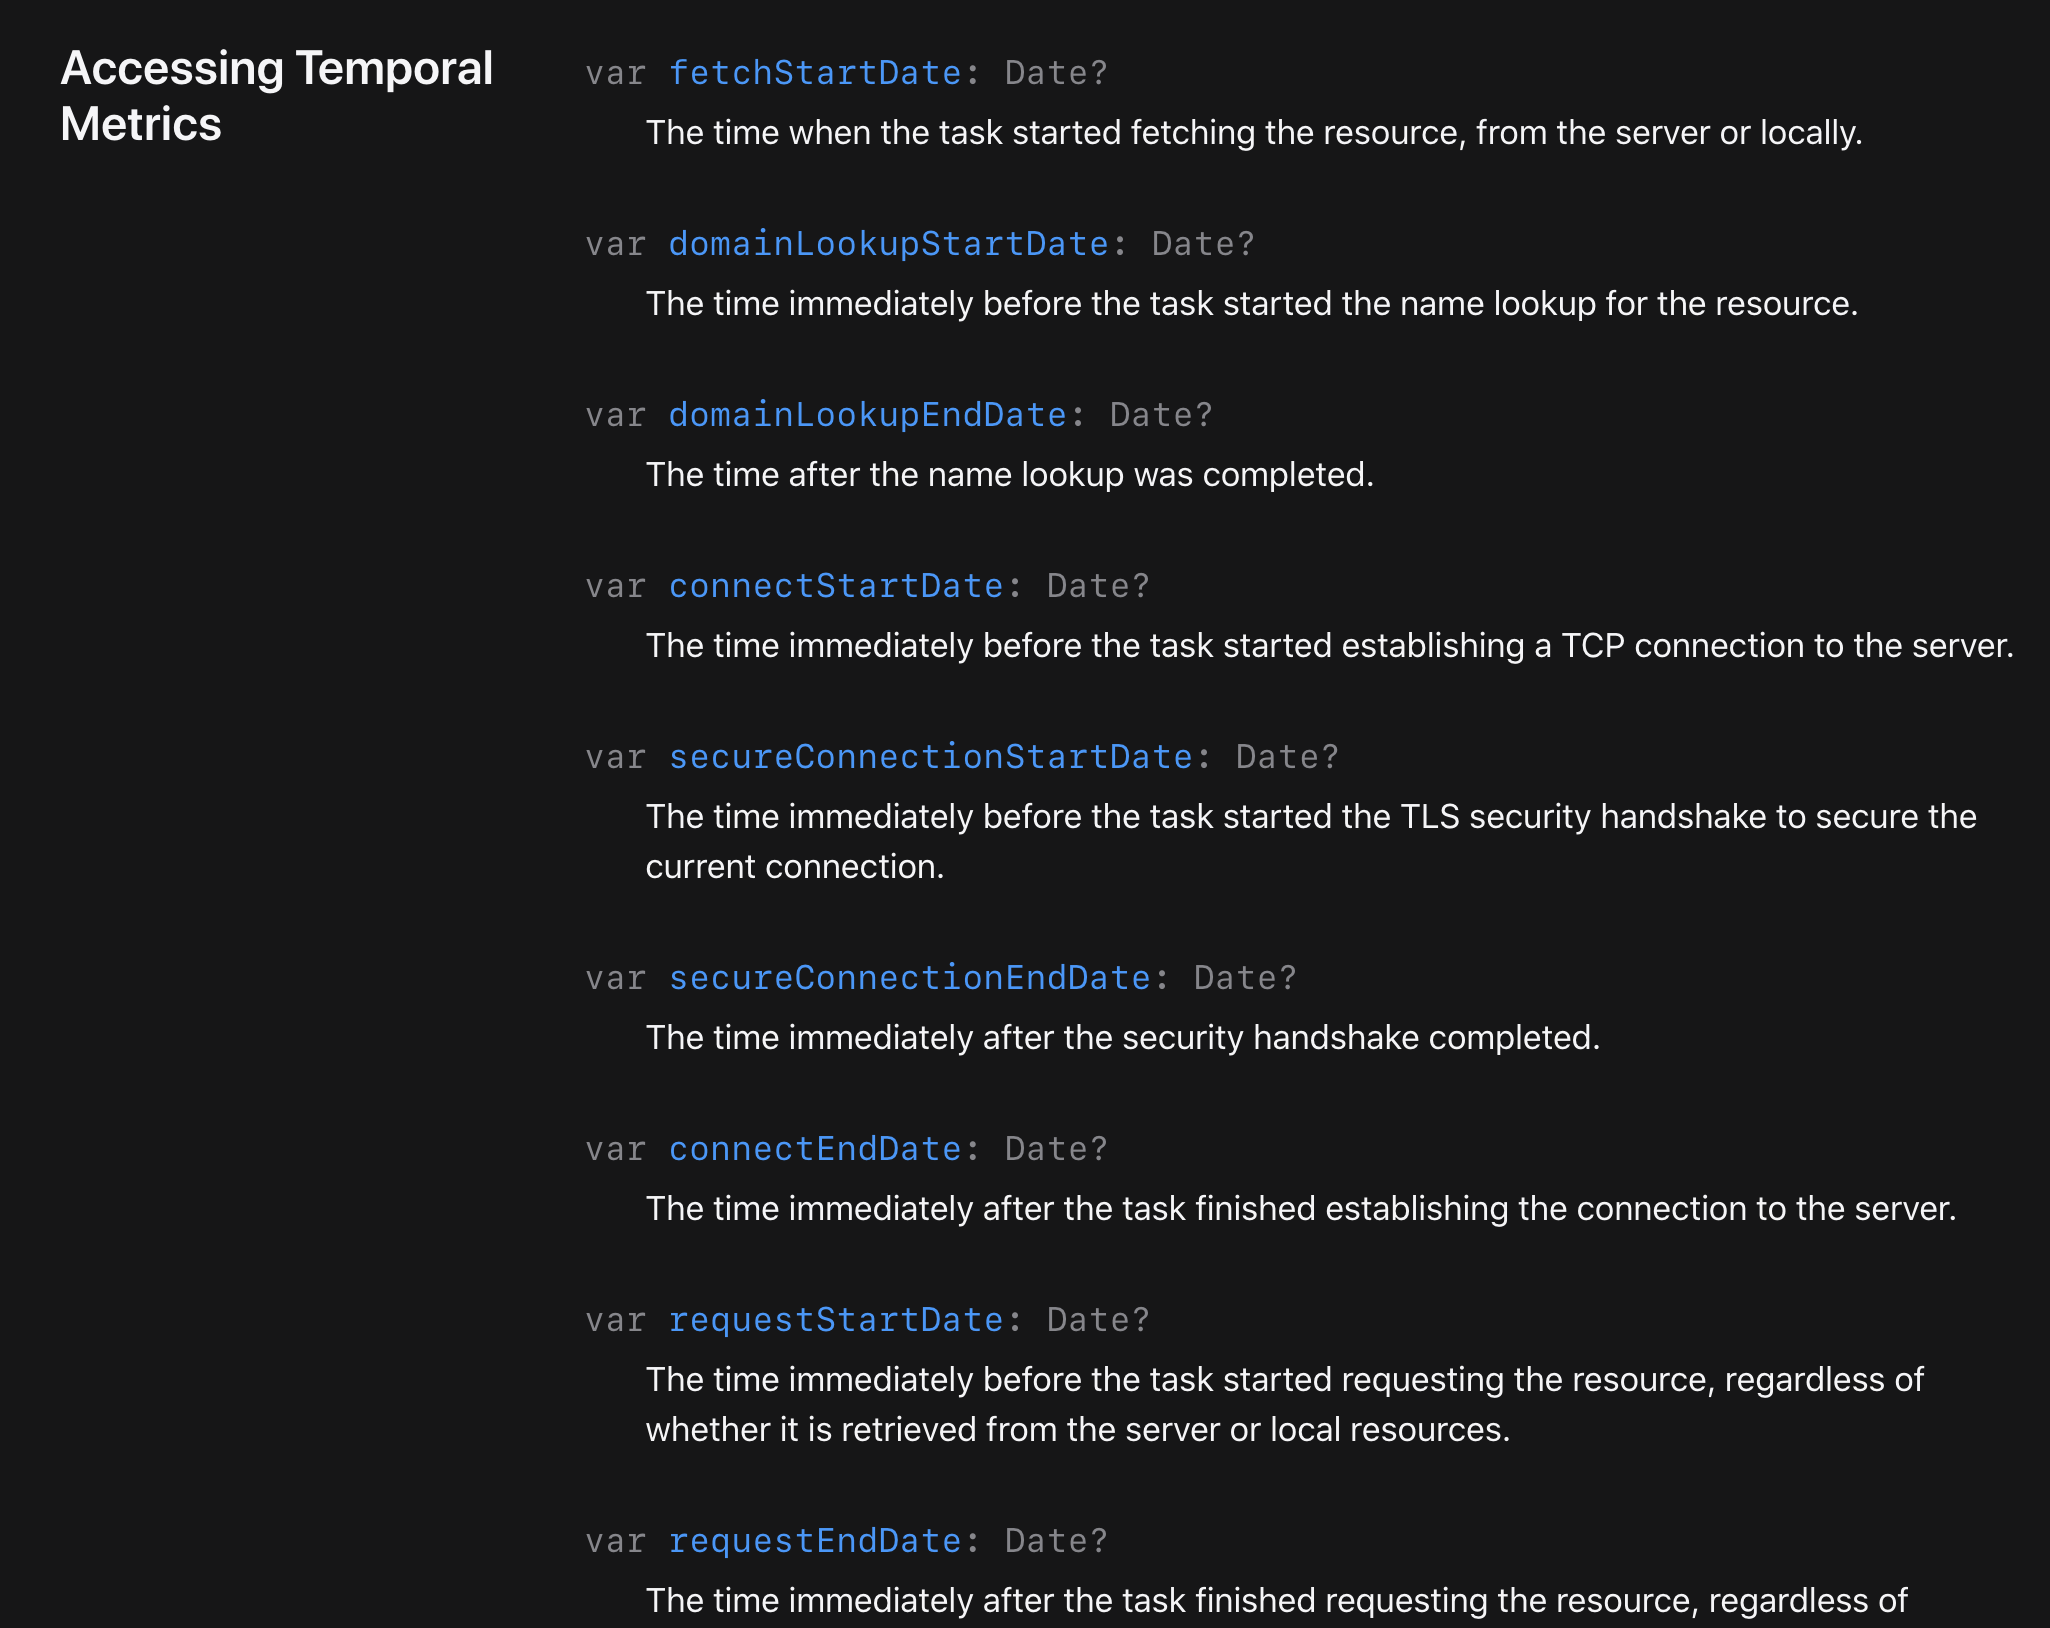 Accessing Temporal
Metrics
var fetchStartDate: Date?
The time when the task started fetching the resource, from the server or locally.
var domainLookupStartDate: Date?
The time immediately before the task started the name lookup for the resource.
var domainLookupEndDate: Date?
The time after the name lookup was completed.
var connectStartDate: Date?
The time immediately before the task started establishing a TCP connection to the server.
var secureConnectionStartDate: Date?
The time immediately before the task started the TLS security handshake to secure the
current connection.
var secureConnectionEndDate: Date?
The time immediately after the security handshake completed.
var connectEndDate: Date?
The time immediately after the task finished establishing the connection to the server.
var requestStartDate: Date?
The time immediately before the task started requesting the resource, regardless of
whether it is retrieved from the server or local resources.
var requestEndDate: Date?
The time immediately after the task finished requesting the resource, regardless of